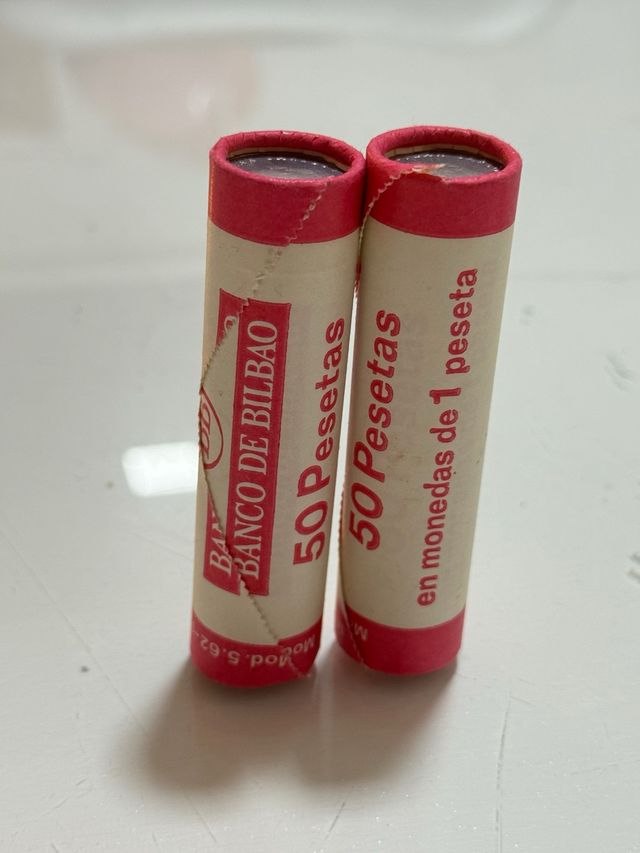 BANCO DE BILBAO
50 Pesetas
Mod. 5.62-
50 Pesetas
en monedas de 1 peseta
M